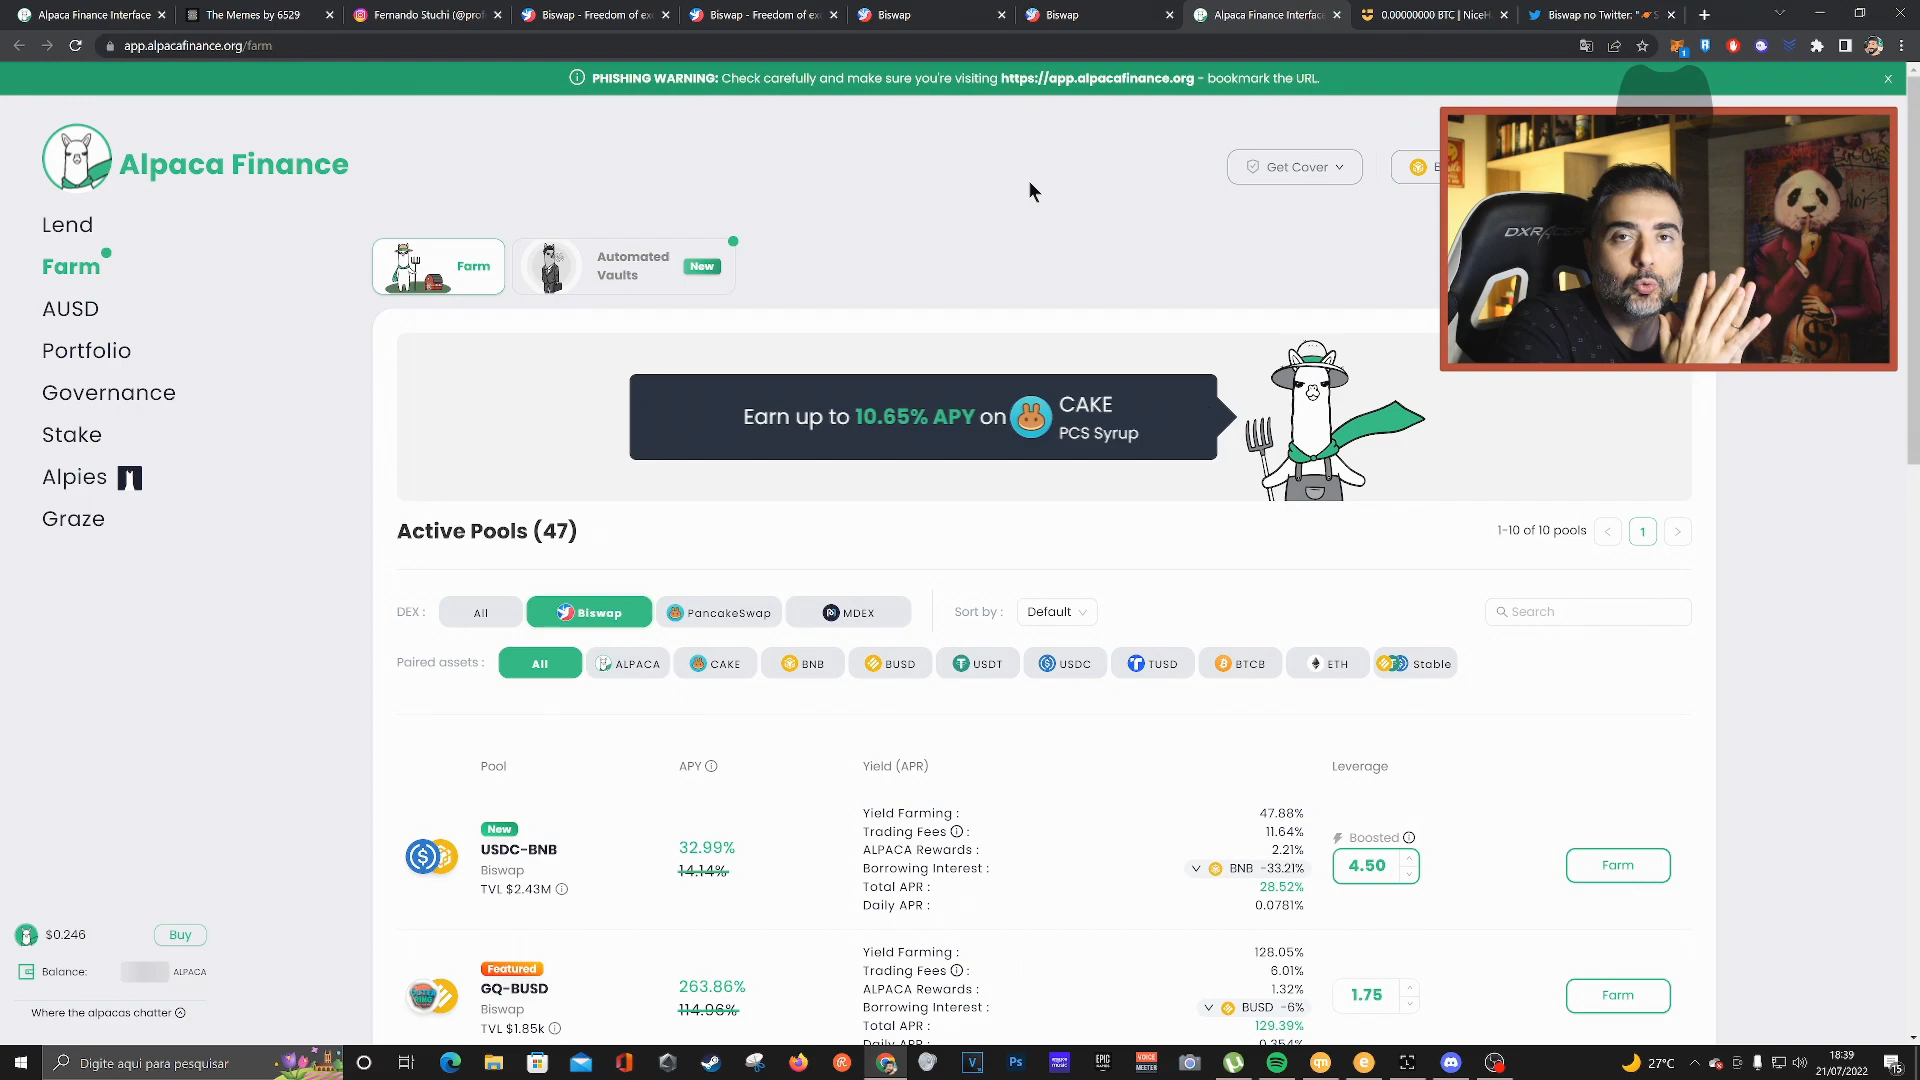 Alpaca Finance Interface
The Memes by 6529
Fernando Stuchi (@prof
Biswap - Freedom of exc
Biswap - Freedom of exc
Biswap
Biswap
Alpaca Finance Interface
0.00000000 BTC | NiceH
Biswap no Twitter: "
app.alpacafinance.org/farm
PHISHING WARNING: Check carefully and make sure you're visiting https://app.alpacafinance.org - bookmark the URL.
Alpaca Finance
Get Cover
DXRACER
Lend
Farm
AUSD
Portfolio
Governance
Stake
Alpies
Graze
Farm
Automated
Vaults
New
Earn up to 10.65% APY on CAKE
PCS Syrup
Active Pools (47)
1-10 of 10 pools
1
DEX :
All
Biswap
PancakeSwap
MDEX
Sort by :
Default
Search
Paired assets :
All
ALPACA
CAKE
BNB
BUSD
USDT
USDC
TUSD
BTCB
ETH
Stable
Pool
APY
Yield (APR)
Leverage
New
USDC-BNB
Biswap
TVL $2.43M
32.99%
14.14%
Yield Farming : 47.88%
Trading Fees : 11.64%
ALPACA Rewards : 2.21%
Borrowing Interest : BNB -33.21%
Total APR : 28.52%
Daily APR : 0.0781%
Boosted
4.50
Farm
Featured
GQ-BUSD
Biswap
TVL $1.85k
263.86%
114.96%
Yield Farming : 128.05%
Trading Fees : 6.01%
ALPACA Rewards : 1.32%
Borrowing Interest : BUSD -6%
Total APR : 129.39%
0.354%
1.75
Farm
$0.246
Buy
Balance:
ALPACA
Where the alpacas chatter
Digite aqui para pesquisar
27°C
18:39
21/07/2022
15